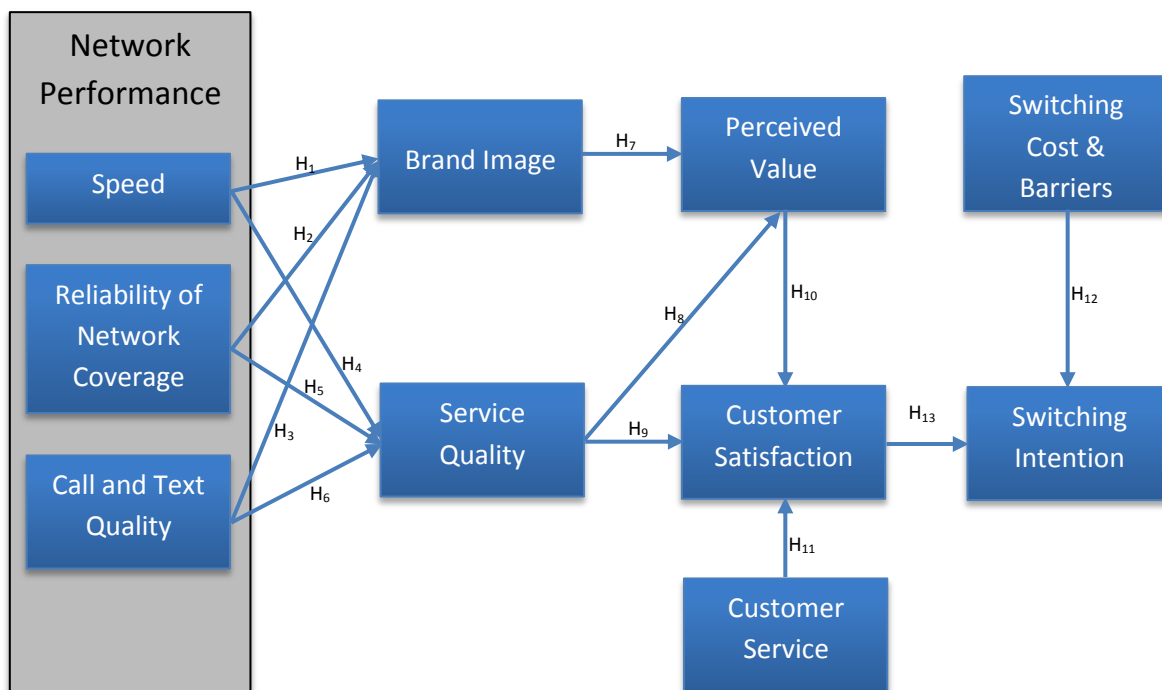 Network
Performance
Speed
Reliability of
Network
Coverage
Call and Text
Quality
H₁
H₂
H₃
H₄
H₅
H₆
Brand Image
Service
Quality
H₇
H₈
H₉
Perceived
Value
H₁₀
Customer
Satisfaction
H₁₁
Customer
Service
Switching
Cost &
Barriers
H₁₂
H₁₃
Switching
Intention